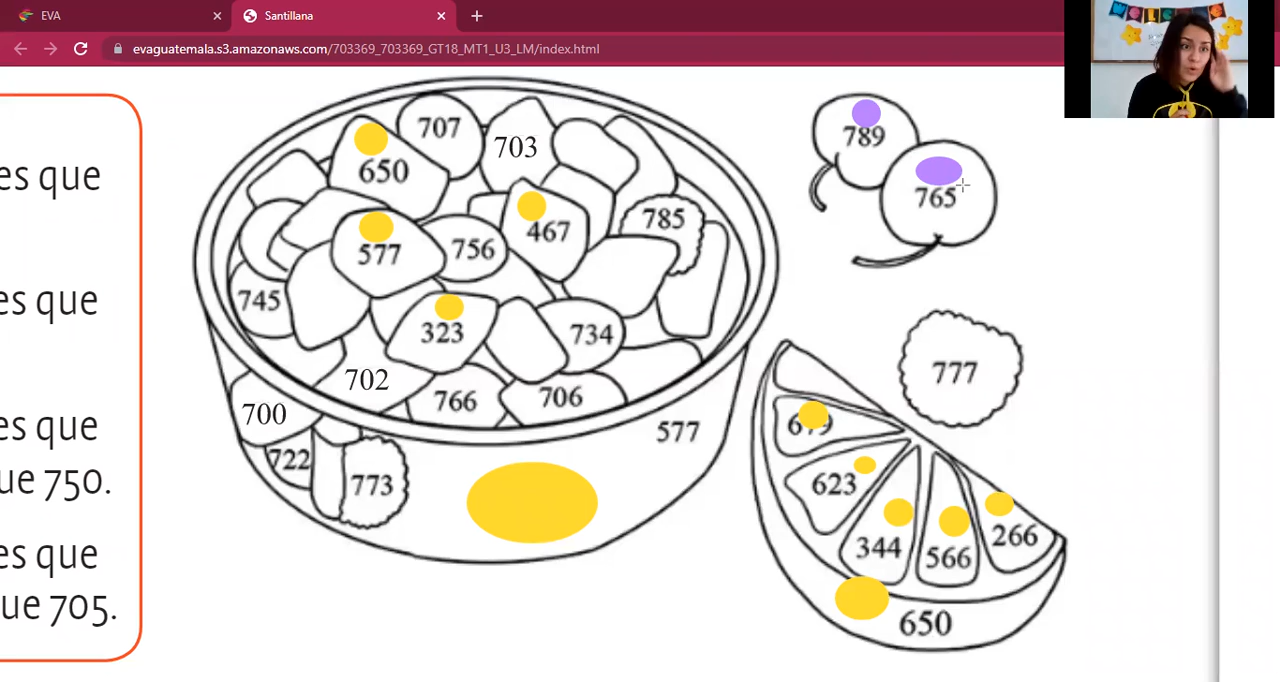 EVA
Santillana
evaguatemala.s3.amazonaws.com/703369_703369_GT18_MT1_U3_LM/index.html
es que
es que
es que
ue 750.
es que
ue 705.
707
703
650
467
785
577
756
745
323
734
702
766
706
700
577
722
773
789
765
777
679
623
344
566
266
650